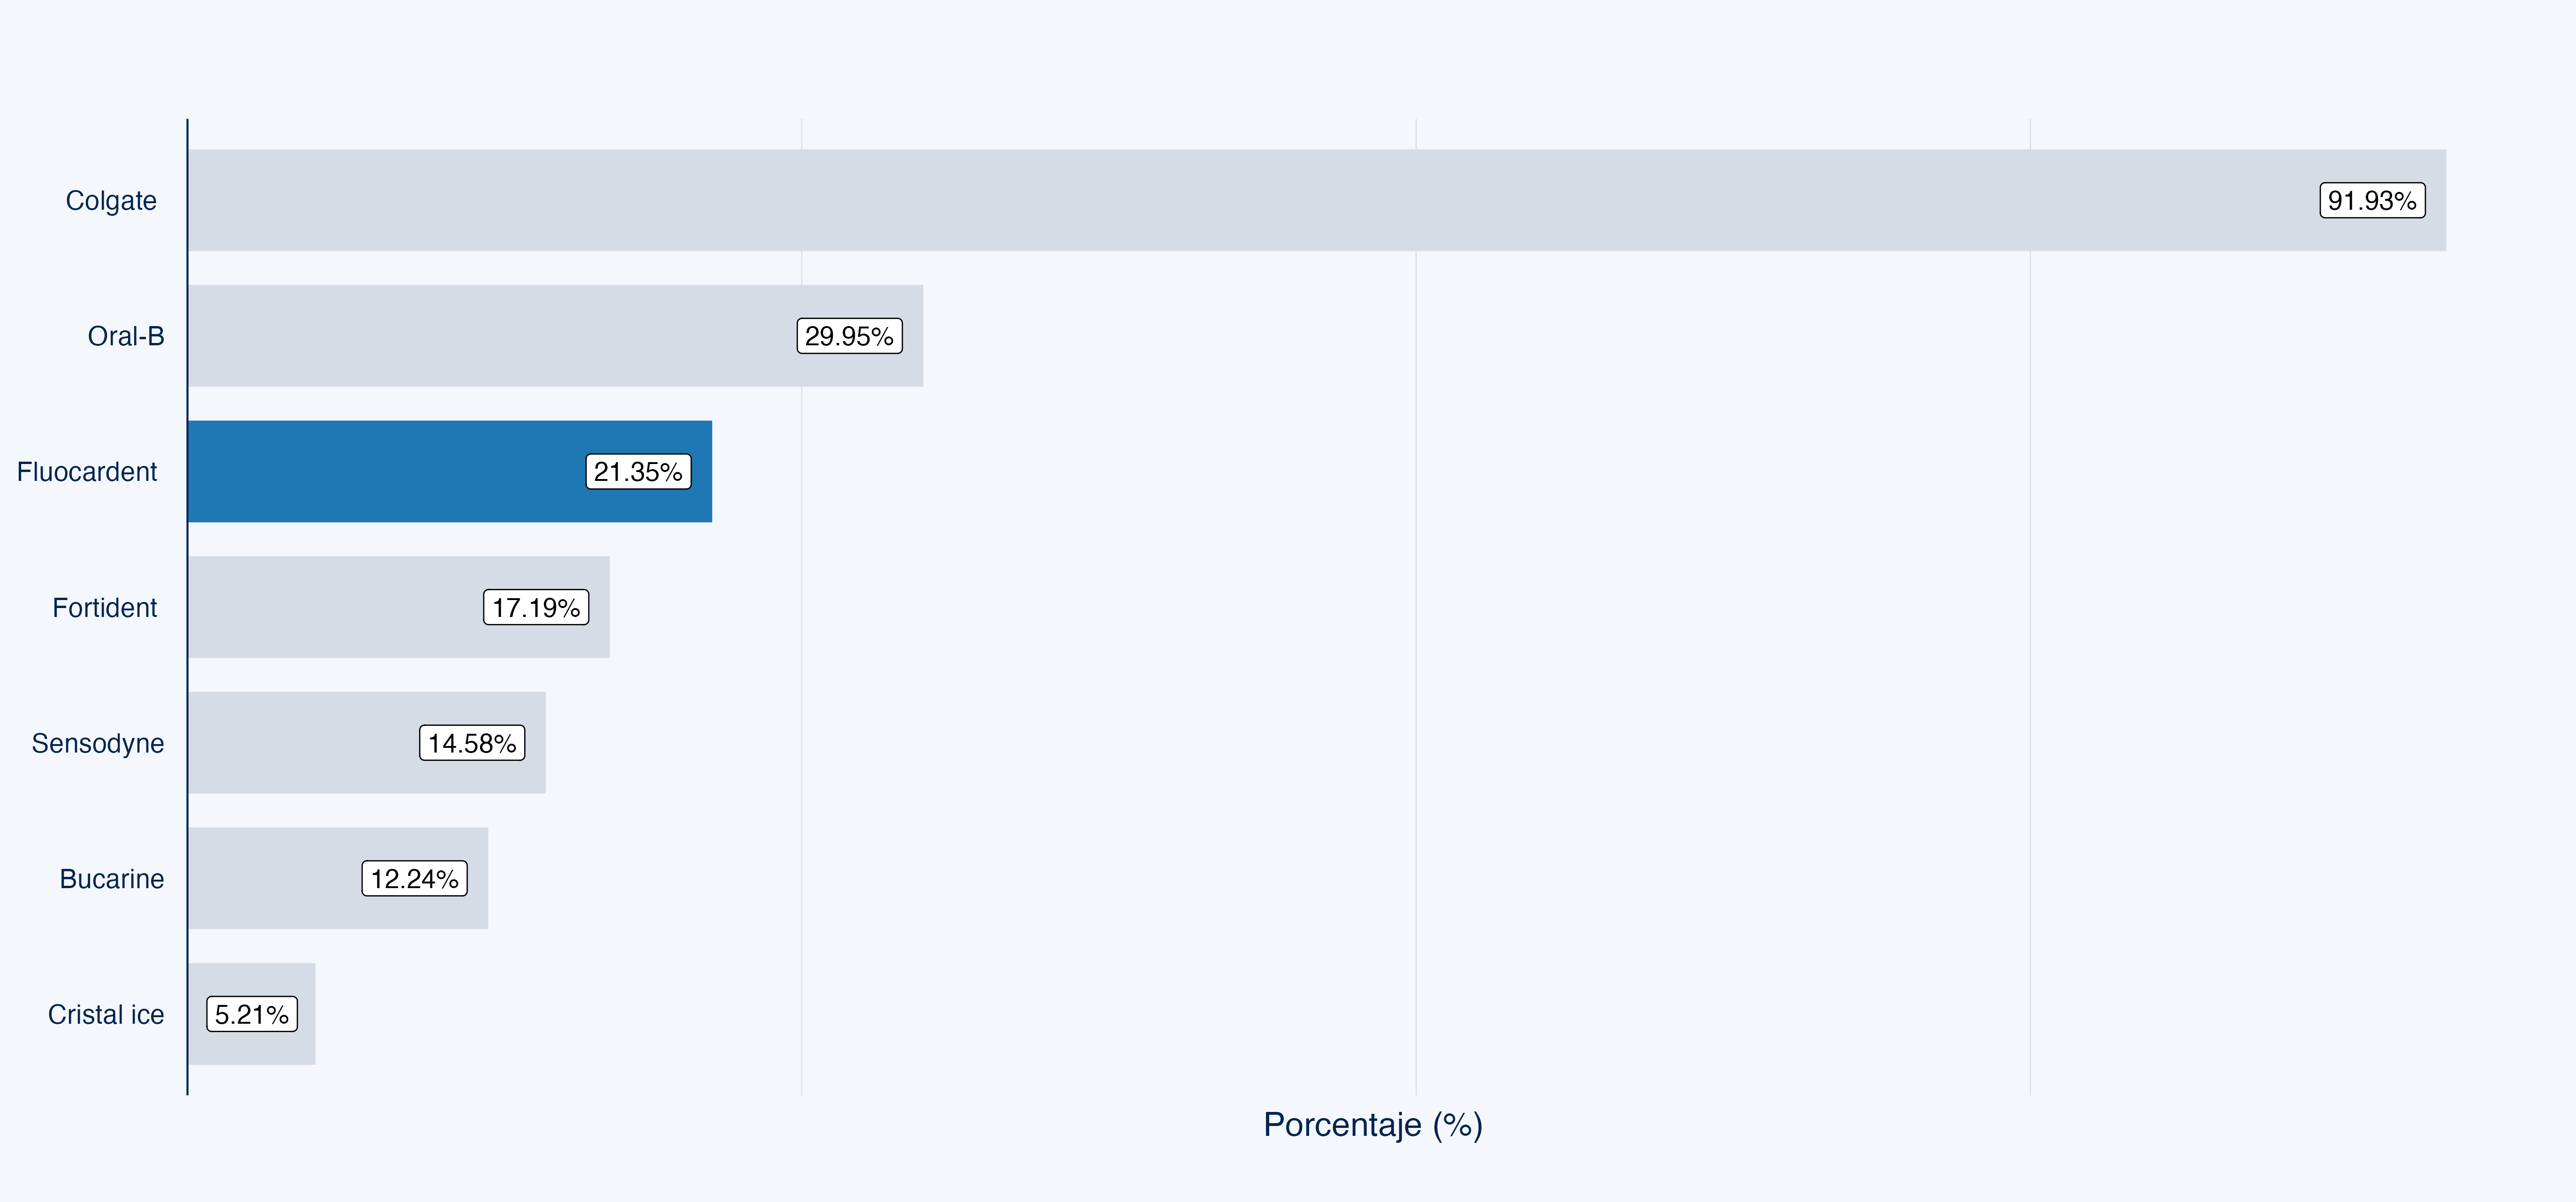 Colgate 91.93%
Oral-B 29.95%
Fluocardent 21.35%
Fortident 17.19%
Sensodyne 14.58%
Bucarine 12.24%
Cristal ice 5.21%
Porcentaje (%)